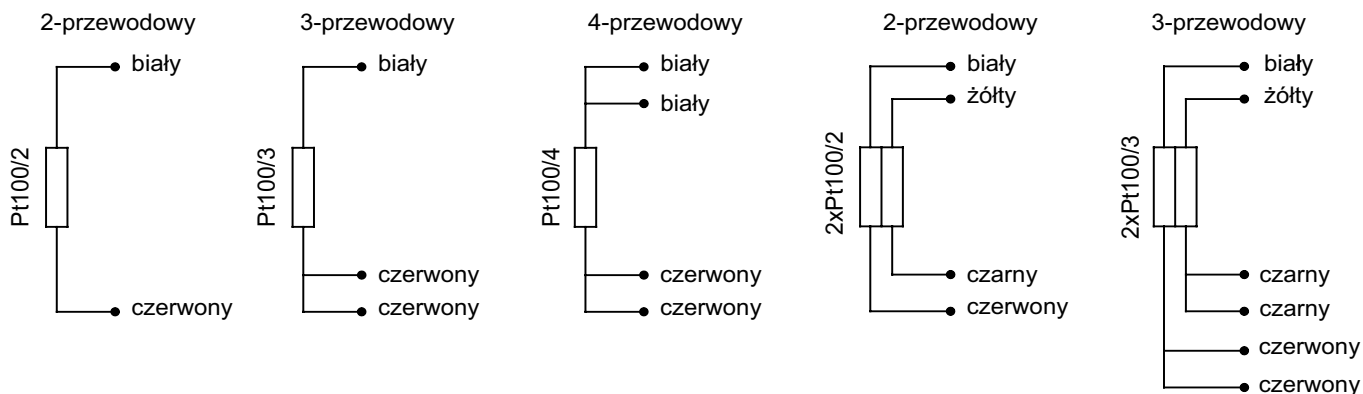 2-przewodowy
biały
Pt100/2
czerwony
3-przewodowy
biały
Pt100/3
czerwony
czerwony
4-przewodowy
biały
biały
Pt100/4
czerwony
czerwony
2-przewodowy
biały
żółty
2xPt100/2
czarny
czerwony
3-przewodowy
biały
żółty
2xPt100/3
czarny
czarny
czerwony
czerwony